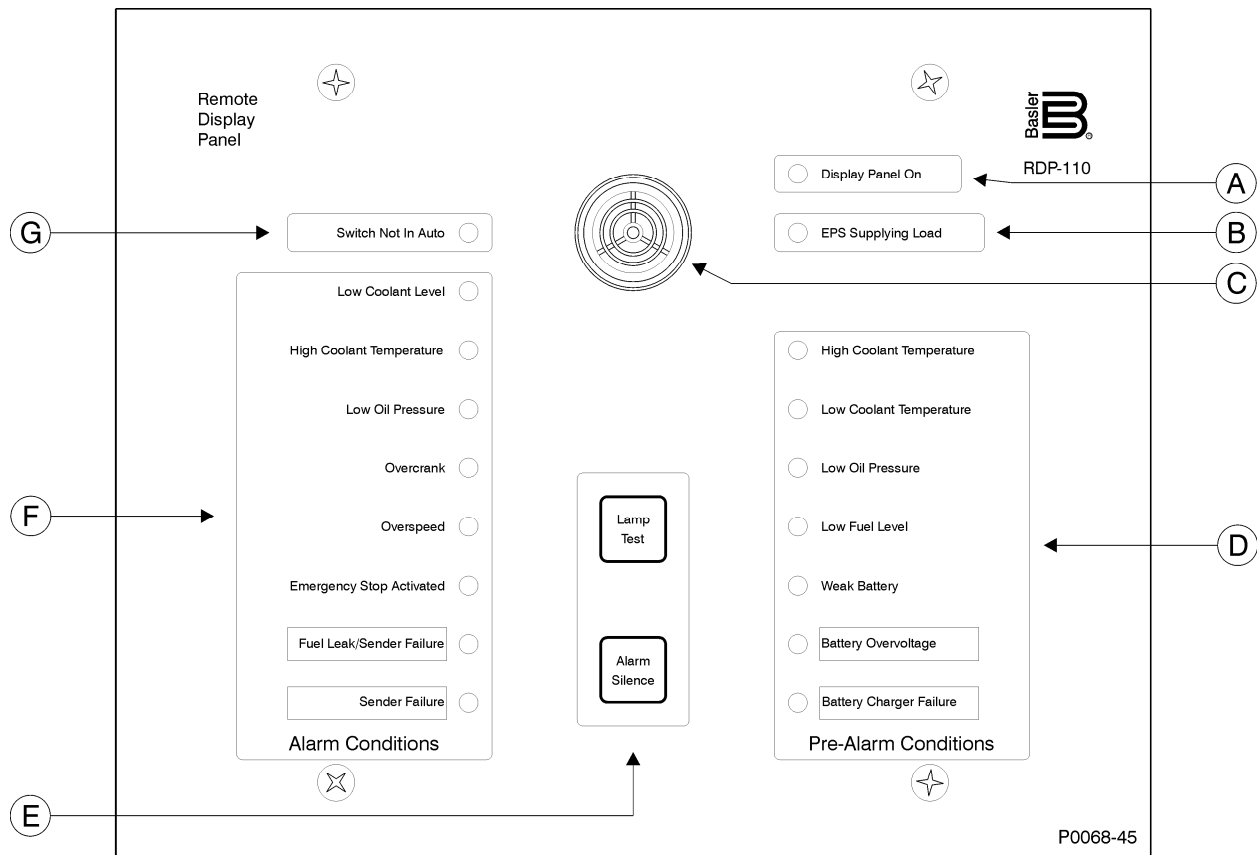 Remote
Display
Panel
Basler
B
RDP-110
Display Panel On
A
G
Switch Not In Auto
EPS Supplying Load
B
C
Low Coolant Level
High Coolant Temperature
Low Oil Pressure
Overcrank
Overspeed
Emergency Stop Activated
Fuel Leak/Sender Failure
Sender Failure
Alarm Conditions
F
Lamp
Test
Alarm
Silence
High Coolant Temperature
Low Coolant Temperature
Low Oil Pressure
Low Fuel Level
Weak Battery
Battery Overvoltage
Battery Charger Failure
Pre-Alarm Conditions
D
E
P0068-45